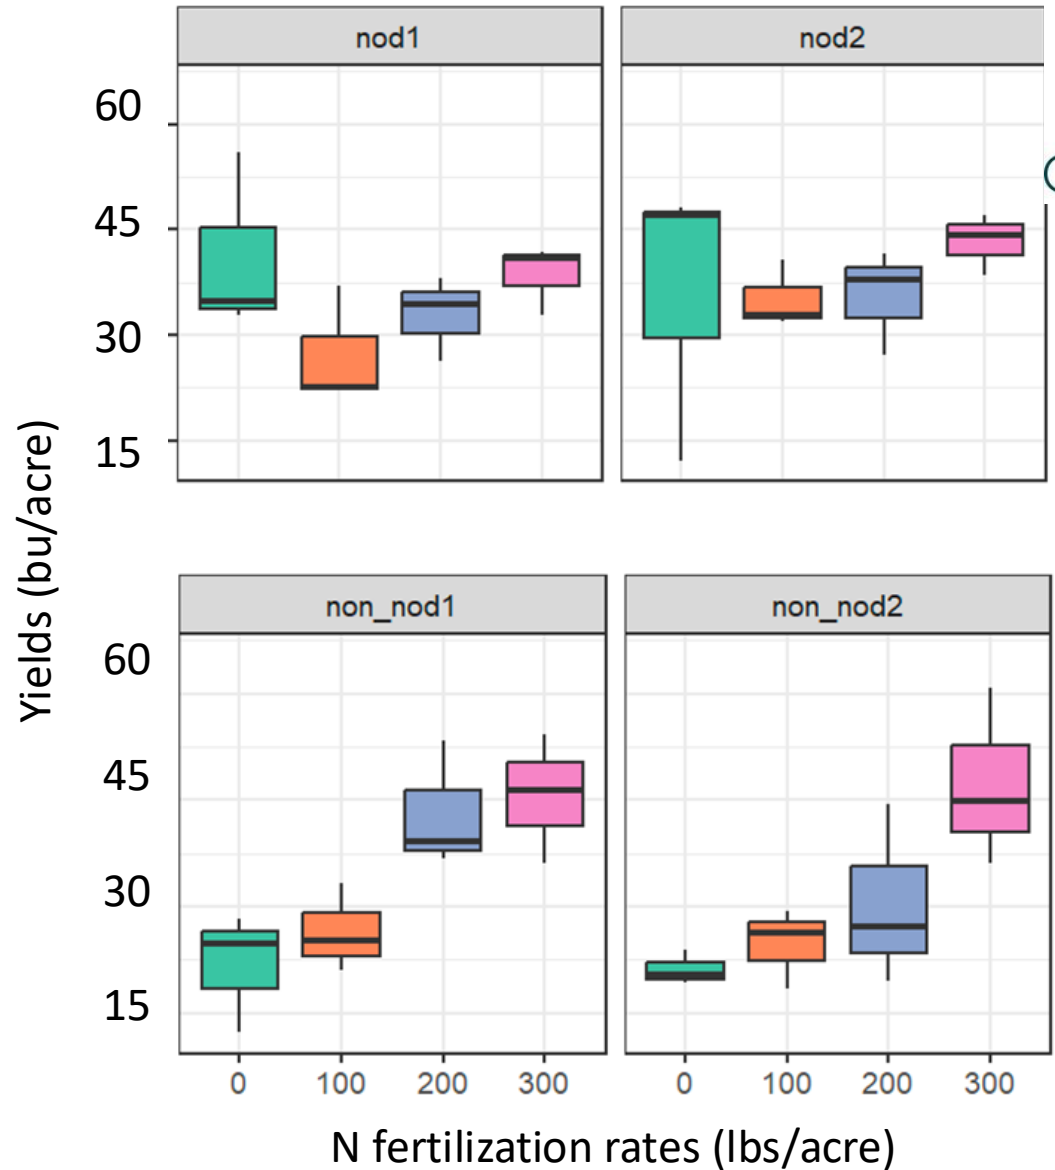 nod1 nod2
60
45
30
15
Yields (bu/acre)
non_nod1 non_nod2
60
45
30
15
0 100 200 300 0 100 200 300
N fertilization rates (lbs/acre)